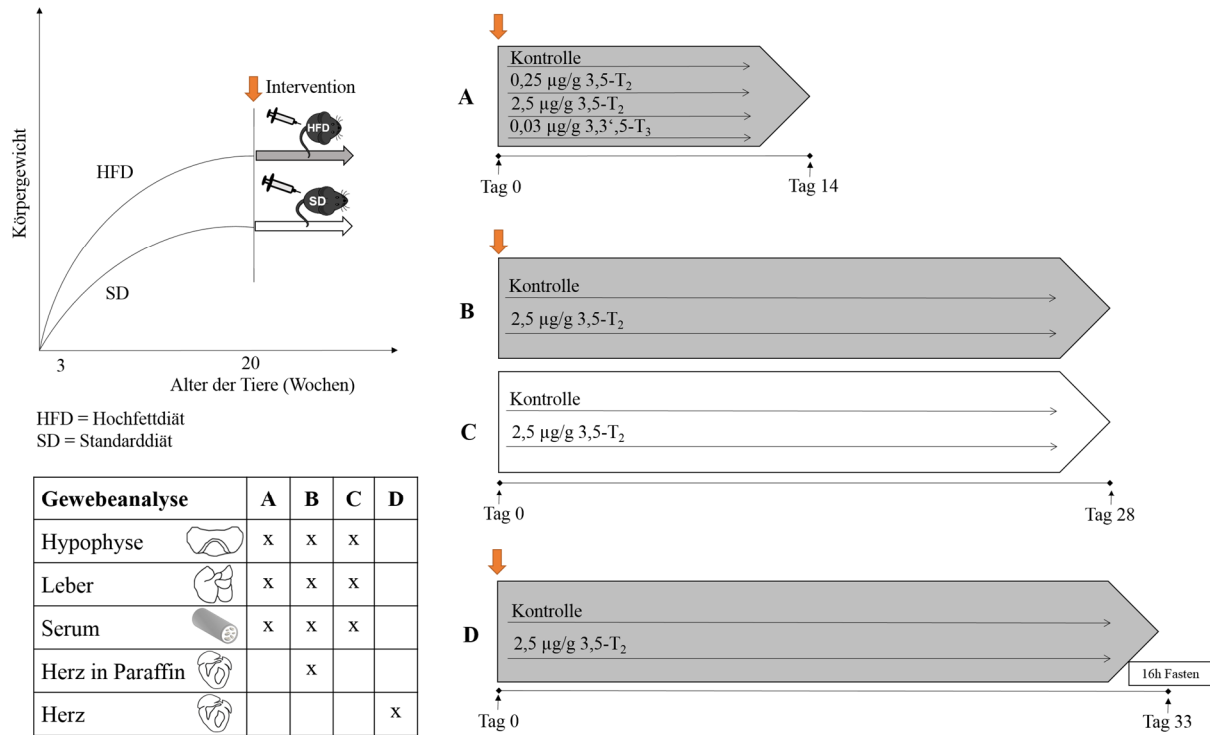 Körpergewicht
HFD
SD
Intervention
HFD
SD
3
20
Alter der Tiere (Wochen)
HFD = Hochfettdiät
SD = Standarddiät
Gewebeanalyse A B C D
Hypophyse x x x
Leber x x x
Serum x x x
Herz in Paraffin x
Herz x
A
Kontrolle
0,25 µg/g 3,5-T₂
2,5 µg/g 3,5-T₂
0,03 µg/g 3,3‘,5-T₃
Tag 0
Tag 14
B
Kontrolle
2,5 µg/g 3,5-T₂
C
Kontrolle
2,5 µg/g 3,5-T₂
Tag 0
Tag 28
D
Kontrolle
2,5 µg/g 3,5-T₂
16h Fasten
Tag 0
Tag 33